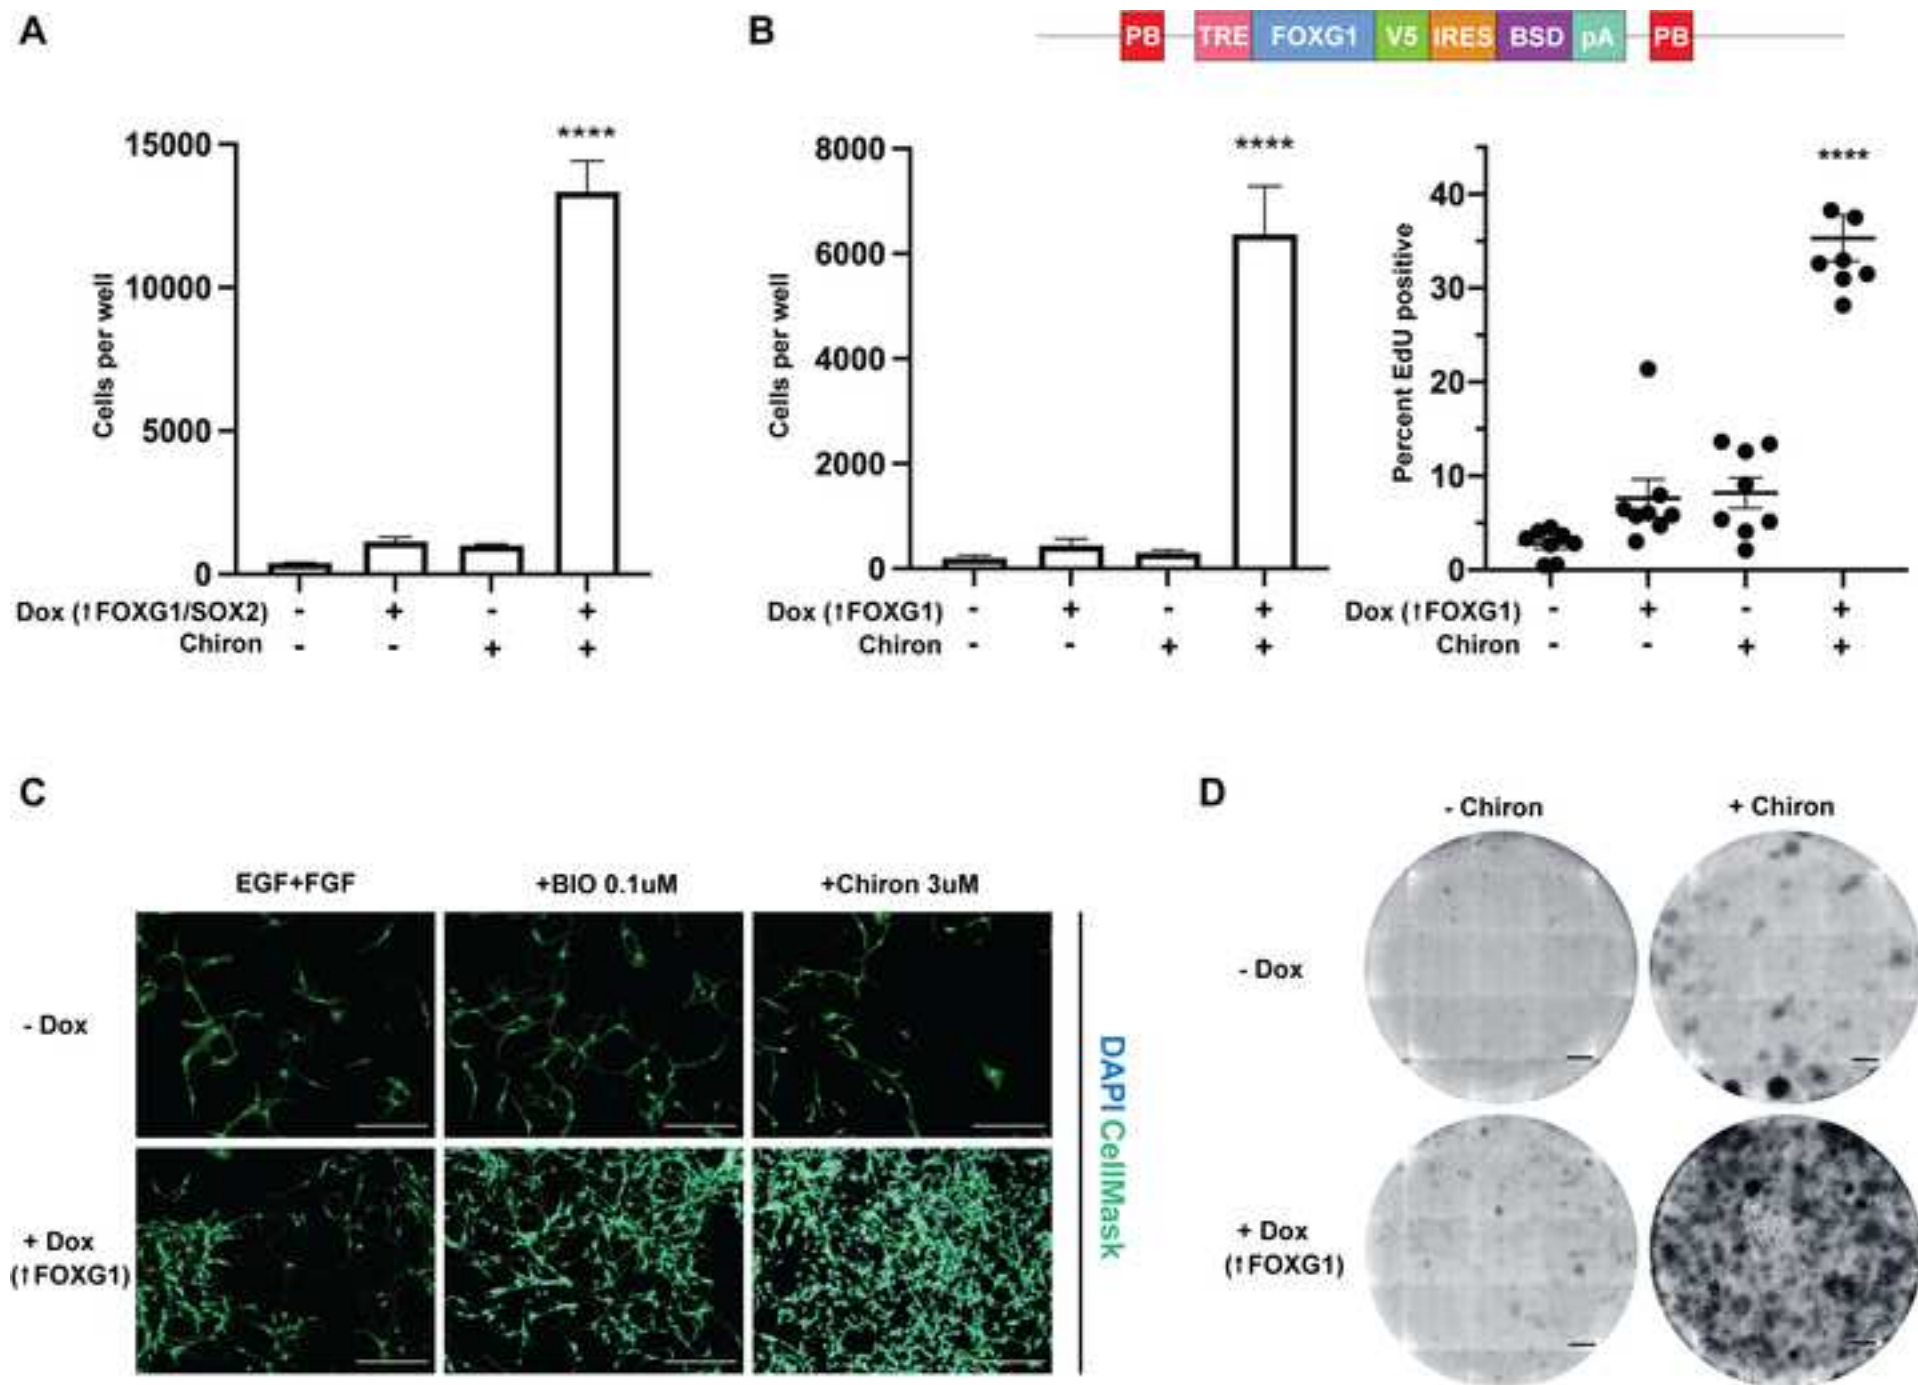 A
B
PB TRE FOXG1 V5 IRES BSD pA PB
15000
10000
5000
0
Cells per well
****
Dox (↑FOXG1/SOX2) - + - +
Chiron - - + +
8000
6000
4000
2000
0
Cells per well
****
Dox (↑FOXG1) - + - +
Chiron - - + +
40
30
20
10
0
Percent EdU positive
****
Dox (↑FOXG1) - + - +
Chiron - - + +
C
EGF+FGF +BIO 0.1uM +Chiron 3uM
- Dox
+ Dox
(↑FOXG1)
DAPI CellMask
D
- Chiron + Chiron
- Dox
+ Dox
(↑FOXG1)